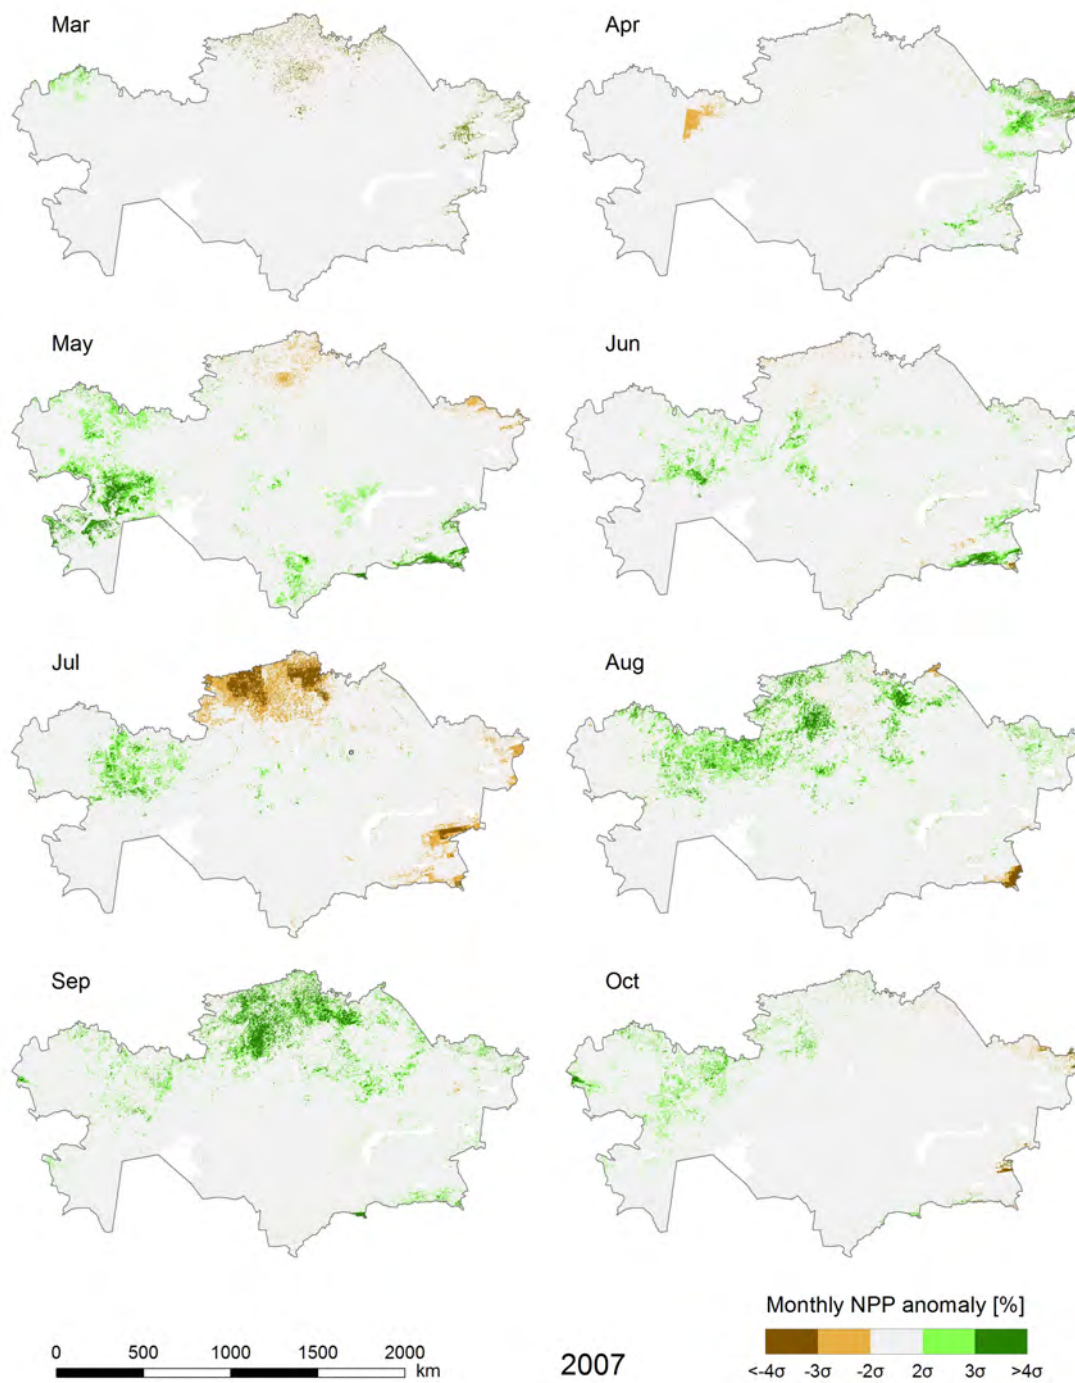 Mar
Apr
May
Jun
Jul
Aug
Sep
Oct
Monthly NPP anomaly [%]
0 500 1000 1500 2000
km
2007
<-4σ -3σ -2σ 2σ 3σ >4σ